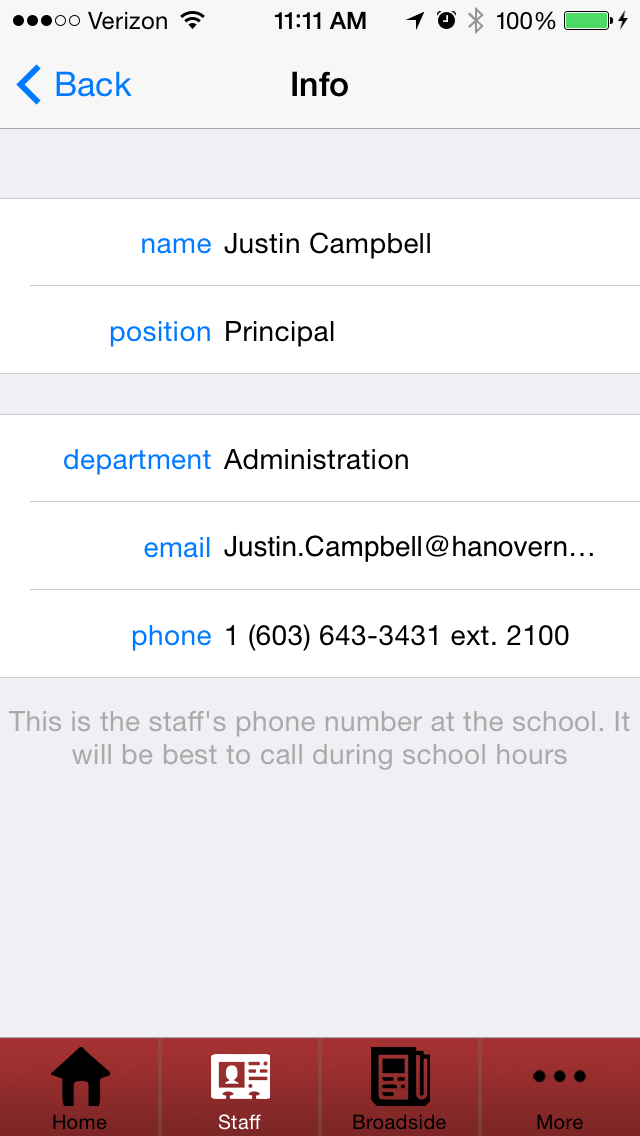 Verizon 11:11 AM 100%
Back Info
name Justin Campbell
position Principal
department Administration
email Justin.Campbell@hanovern...
phone 1 (603) 643-3431 ext. 2100
This is the staff's phone number at the school. It
will be best to call during school hours
Home Staff Broadside More